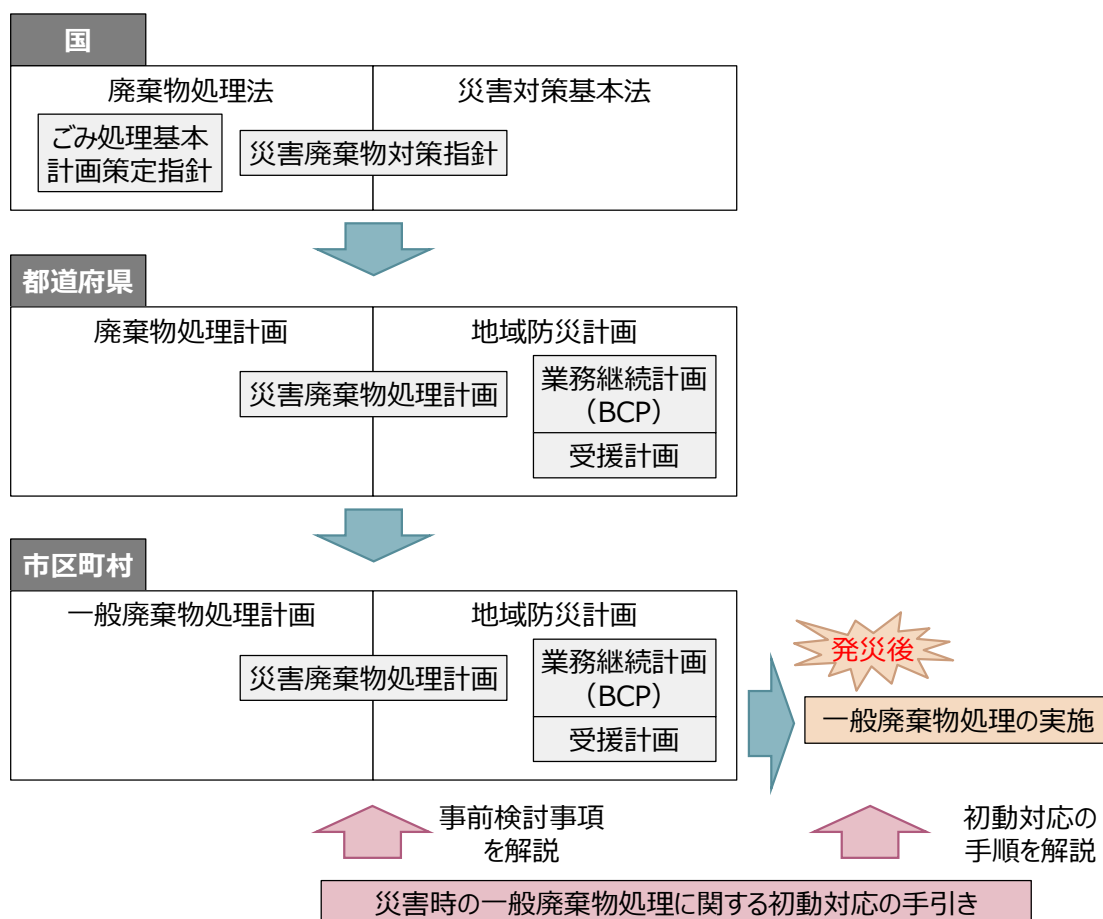 国
廃棄物処理法
災害対策基本法
ごみ処理基本
計画策定指針
災害廃棄物対策指針
都道府県
廃棄物処理計画
地域防災計画
災害廃棄物処理計画
業務継続計画
（BCP）
受援計画
市区町村
一般廃棄物処理計画
地域防災計画
災害廃棄物処理計画
業務継続計画
（BCP）
受援計画
発災後
一般廃棄物処理の実施
事前検討事項
を解説
初動対応の
手順を解説
災害時の一般廃棄物処理に関する初動対応の手引き